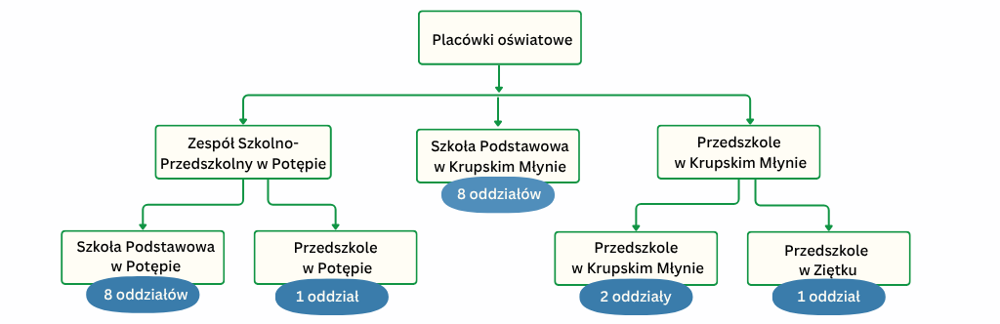 Placówki oświatowe
Zespół Szkolno-
Przedszkolny w Potępie
Szkoła Podstawowa
w Krupskim Młynie
8 oddziałów
Przedszkole
w Krupskim Młynie
Szkoła Podstawowa
w Potępie
8 oddziałów
Przedszkole
w Potępie
1 oddział
Przedszkole
w Krupskim Młynie
2 oddziały
Przedszkole
w Ziętku
1 oddział